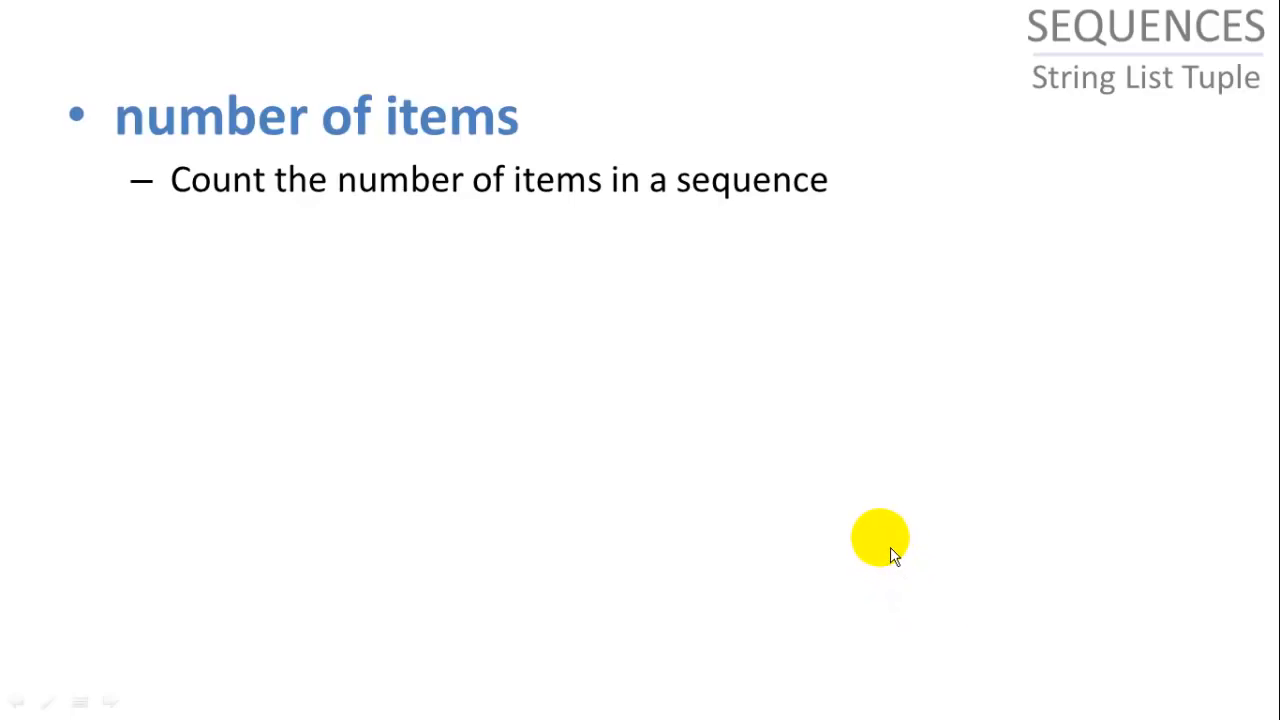 SEQUENCES
String List Tuple
• number of items
– Count the number of items in a sequence